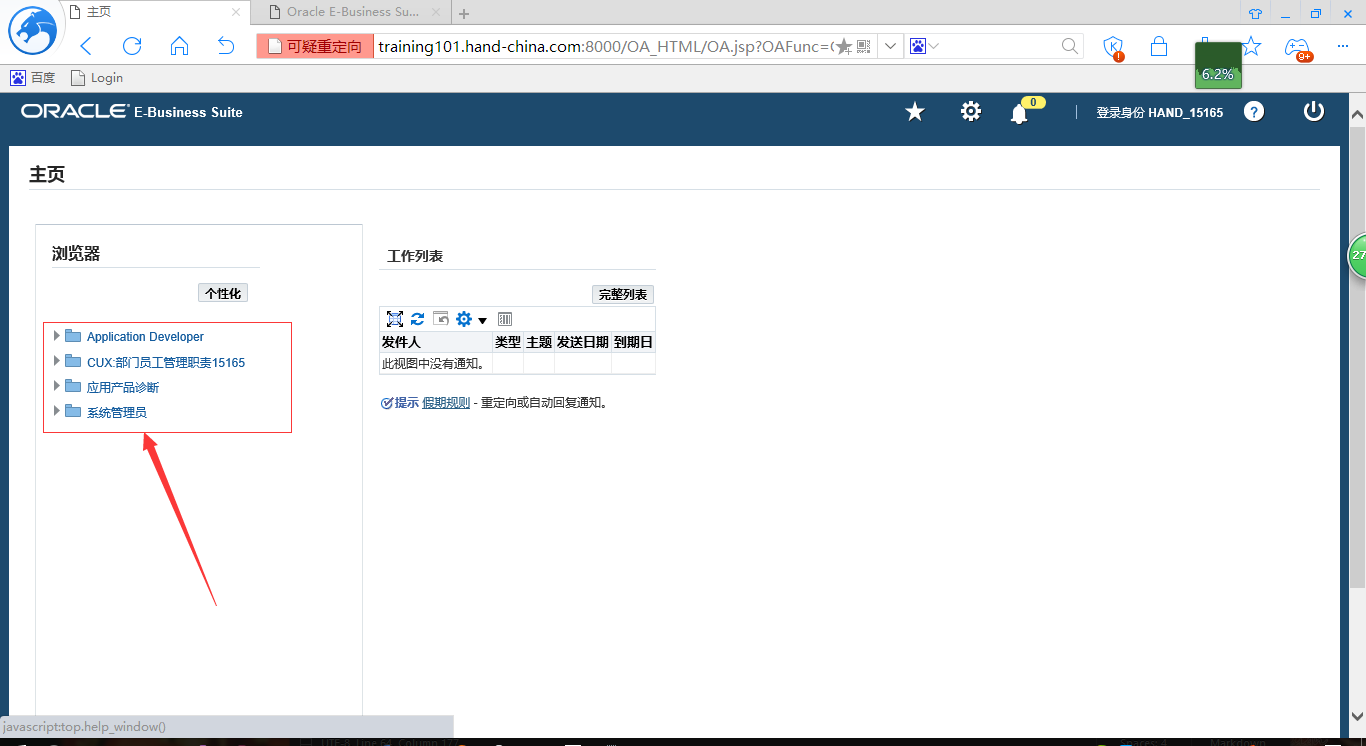 主页
Oracle E-Business Su...
可疑重定向
training101.hand-china.com:8000/OA_HTML/OA.jsp?OAFunc=
9+
6.2%
百度
Login
ORACLE E-Business Suite
0
登录身份 HAND_15165
?
主页
浏览器
个性化
Application Developer
CUX:部门员工管理职责15165
应用产品诊断
系统管理员
工作列表
完整列表
发件人 类型 主题 发送日期 到期日
此视图中没有通知。
提示 假期规则 - 重定向或自动回复通知。
27
javascript:top.help_window()